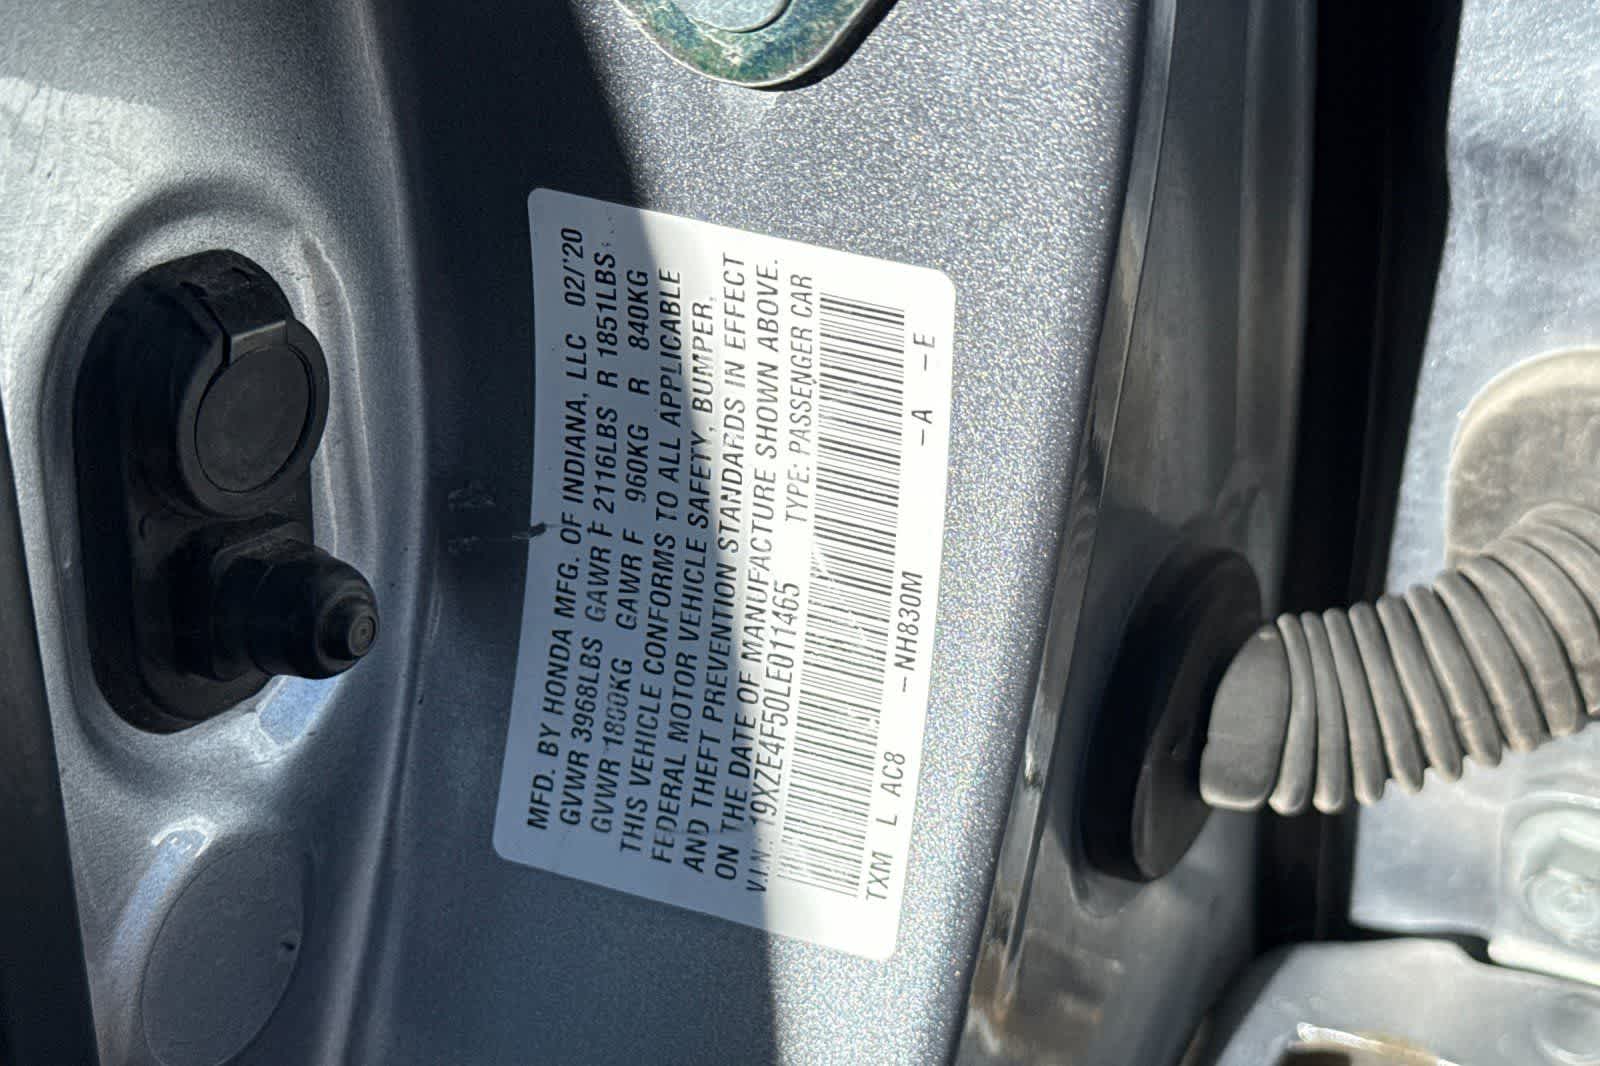 MFD. BY HONDA MFG. OF INDIANA, LLC 02/'20
GVWR 3968LBS GAWR F 2116LBS R 1851LBS
GVWR 1800KG GAWR F 960KG R 840KG
THIS VEHICLE CONFORMS TO ALL APPLICABLE
FEDERAL MOTOR VEHICLE SAFETY, BUMPER,
AND THEFT PREVENTION STANDARDS IN EFFECT
ON THE DATE OF MANUFACTURE SHOWN ABOVE.
V.I.N. 19XZE4F50LE011465 TYPE: PASSENGER CAR
TXM L AC8 -NH830M -A -E